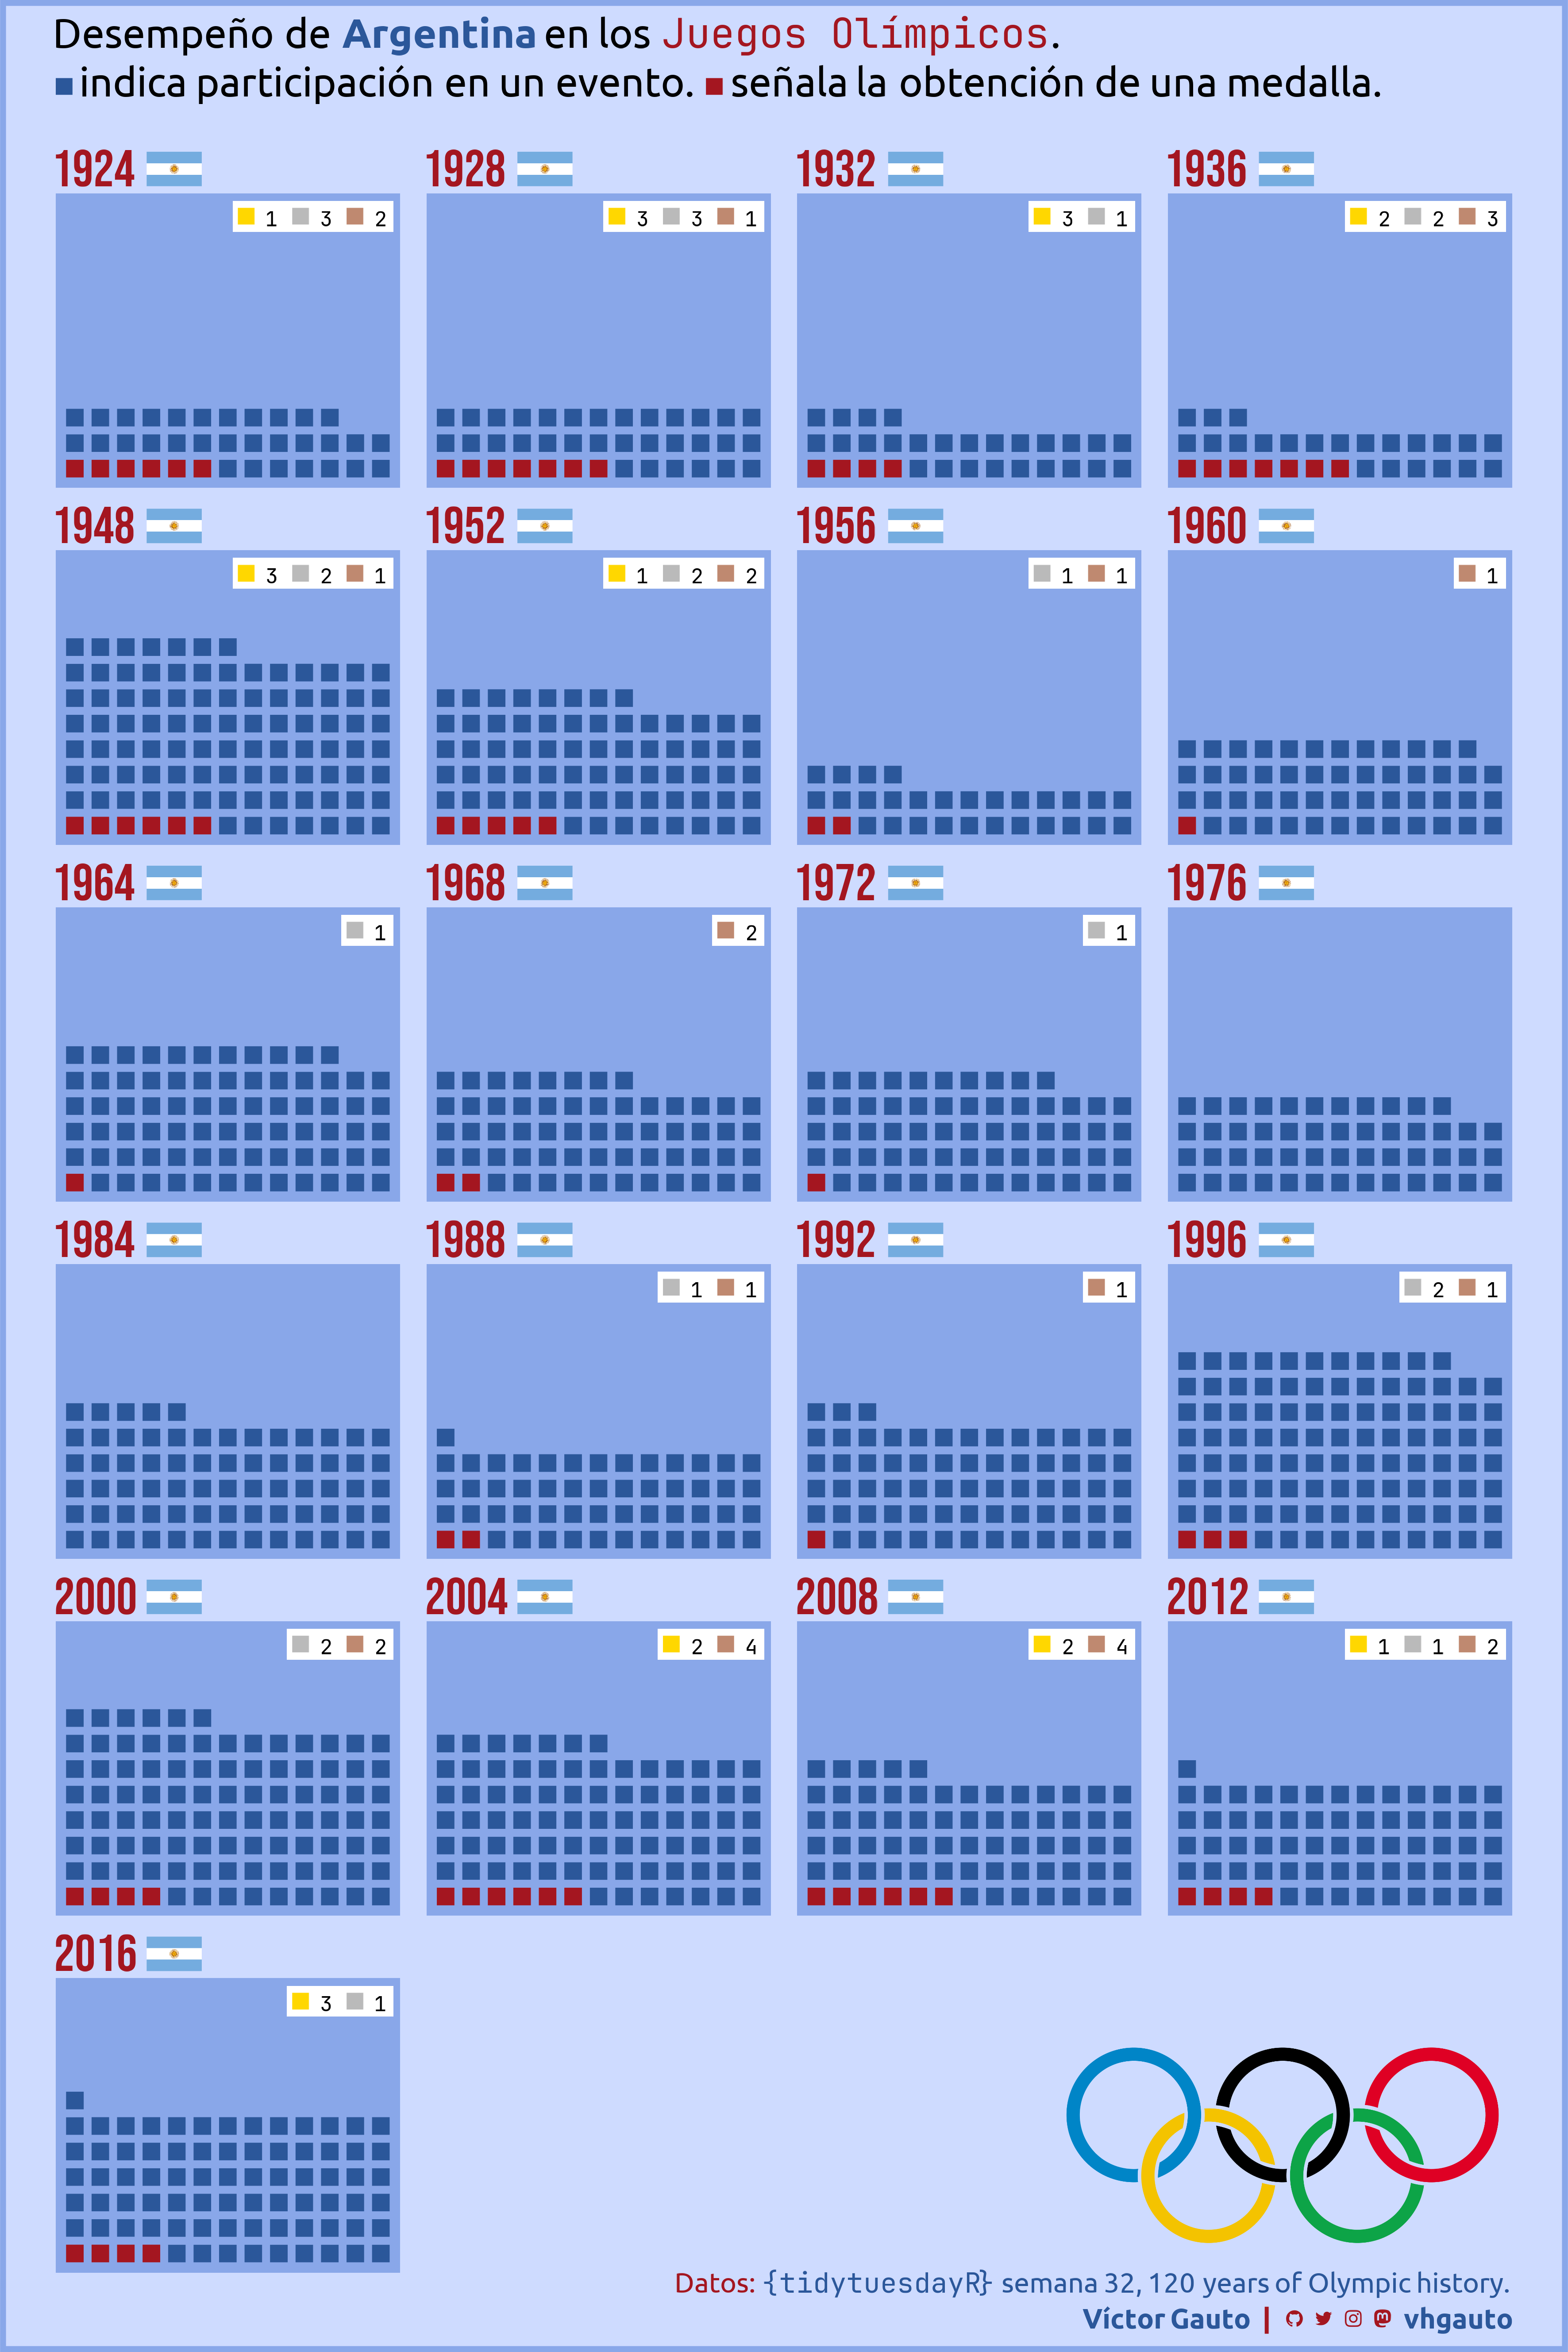 Desempeño de Argentina en los Juegos Olímpicos.
indica participación en un evento. señala la obtención de una medalla.
1924 1928 1932 1936
1 3 2 3 3 1 3 1 2 2 3
1948 1952 1956 1960
3 2 1 1 2 2 1 1 1
1964 1968 1972 1976
1 2 1
1984 1988 1992 1996
1 1 1 2 1
2000 2004 2008 2012
2 2 2 4 2 4 1 1 2
2016
3 1
Datos: {tidytuesdayR} semana 32, 120 years of Olympic history.
Víctor Gauto | vhgauto